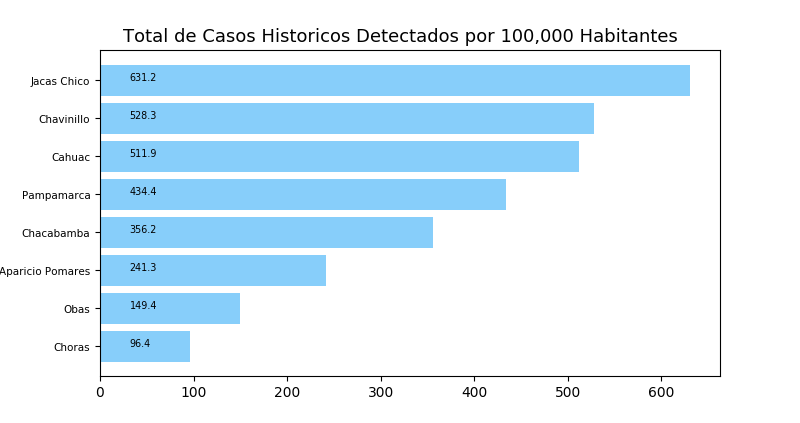 Total de Casos Historicos Detectados por 100,000 Habitantes
Jacas Chico 631.2
Chavinillo 528.3
Cahuac 511.9
Pampamarca 434.4
Chacabamba 356.2
Aparicio Pomares 241.3
Obas 149.4
Choras 96.4
0 100 200 300 400 500 600